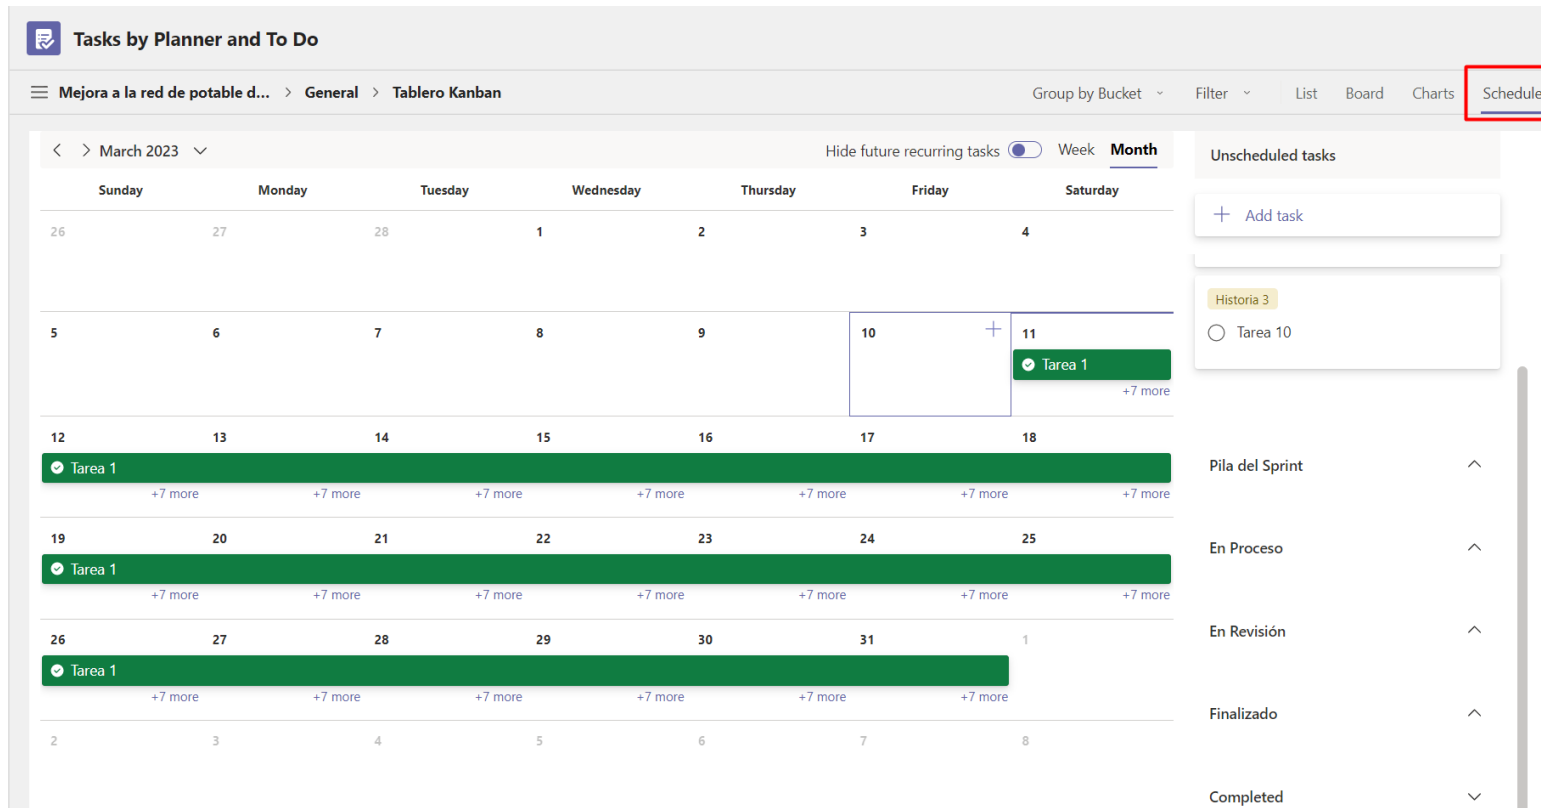 Tasks by Planner and To Do
Mejora a la red de potable d... > General > Tablero Kanban
Group by Bucket Filter List Board Charts Schedule
March 2023
Hide future recurring tasks Week Month
Sunday Monday Tuesday Wednesday Thursday Friday Saturday
26 27 28 1 2 3 4
5 6 7 8 9 10 11
Tarea 1
+7 more
12 13 14 15 16 17 18
Tarea 1
+7 more +7 more +7 more +7 more +7 more +7 more +7 more
19 20 21 22 23 24 25
Tarea 1
+7 more +7 more +7 more +7 more +7 more +7 more +7 more
26 27 28 29 30 31 1
Tarea 1
+7 more +7 more +7 more +7 more +7 more +7 more
2 3 4 5 6 7 8
Unscheduled tasks
+ Add task
Historia 3
Tarea 10
Pila del Sprint
En Proceso
En Revisión
Finalizado
Completed